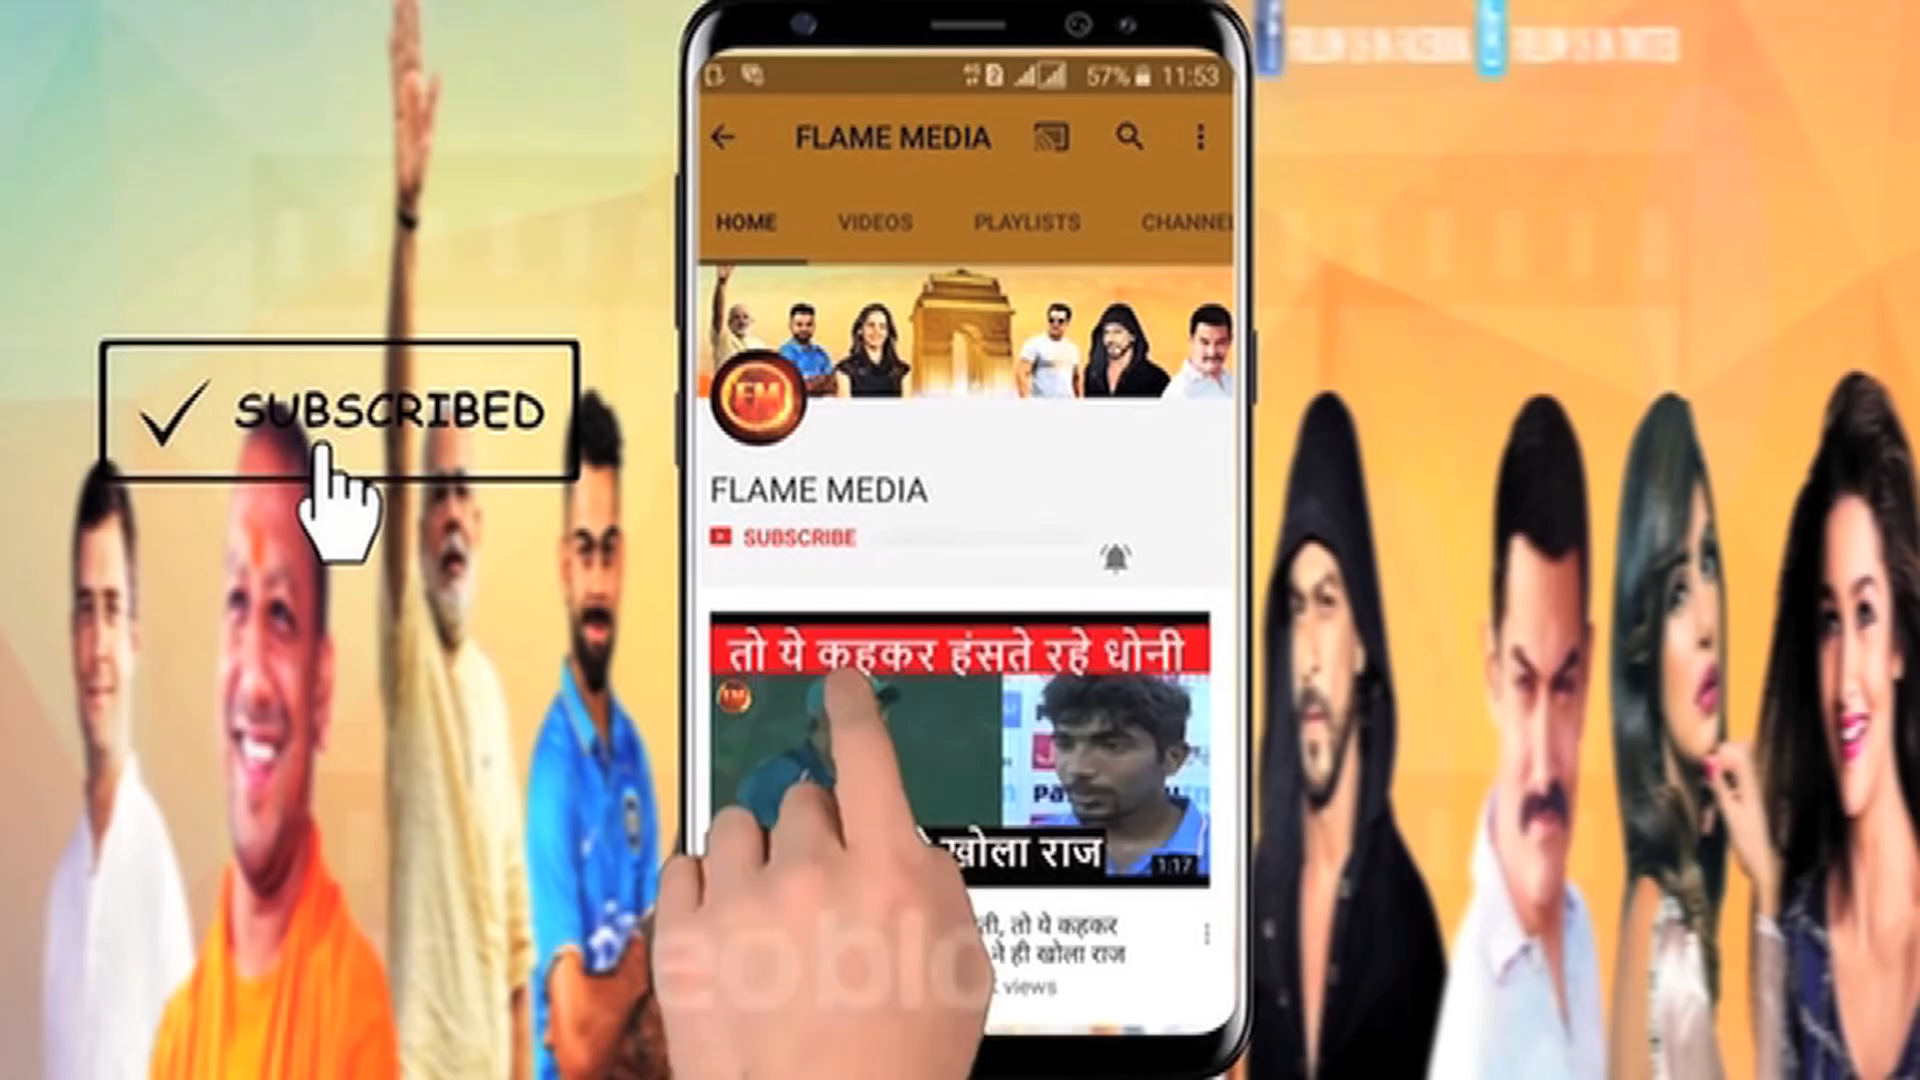 57% 11:53
FLAME MEDIA
HOME VIDEOS PLAYLISTS CHANNEL
SUBSCRIBED
FM
FLAME MEDIA
SUBSCRIBE
तो ये कहकर हंसते रहे धोनी
खोला राज
1:17
तो ये कहकर
ने ही खोला राज
views